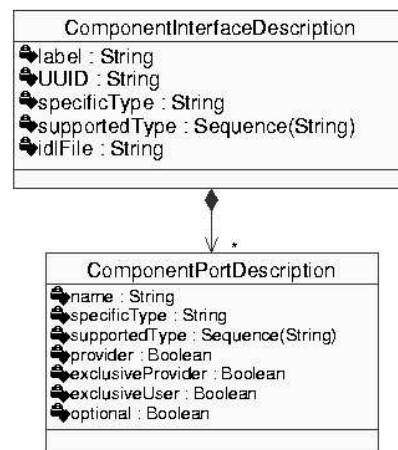 ComponentInterfaceDescription
label : String
UUID : String
specificType : String
supportedType : Sequence(String)
idlFile : String
*
ComponentPortDescription
name : String
specificType : String
supportedType : Sequence(String)
provider : Boolean
exclusiveProvider : Boolean
exclusiveUser : Boolean
optional : Boolean